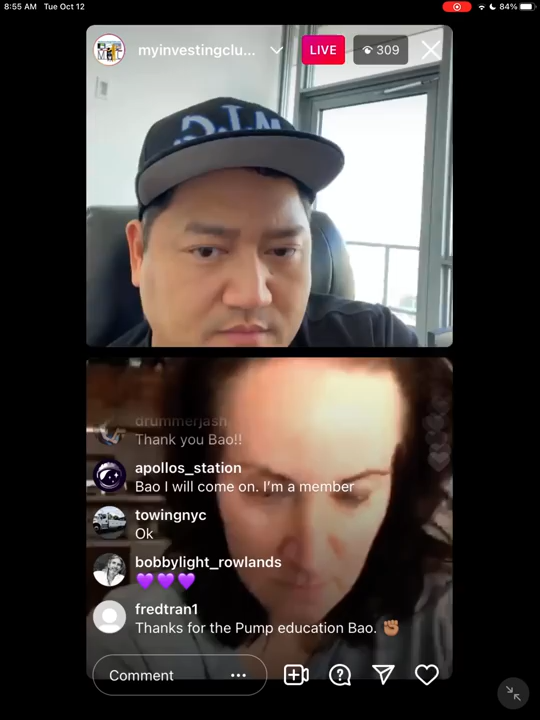 8:55 AM Tue Oct 12
84%
myinvestingclu...
LIVE
309
M.I.C.
drummerjash
Thank you Bao!!
apollos_station
Bao I will come on. I'm a member
towingnyc
Ok
bobbylight_rowlands
💜💜💜
fredtran1
Thanks for the Pump education Bao. ✊🏽
Comment